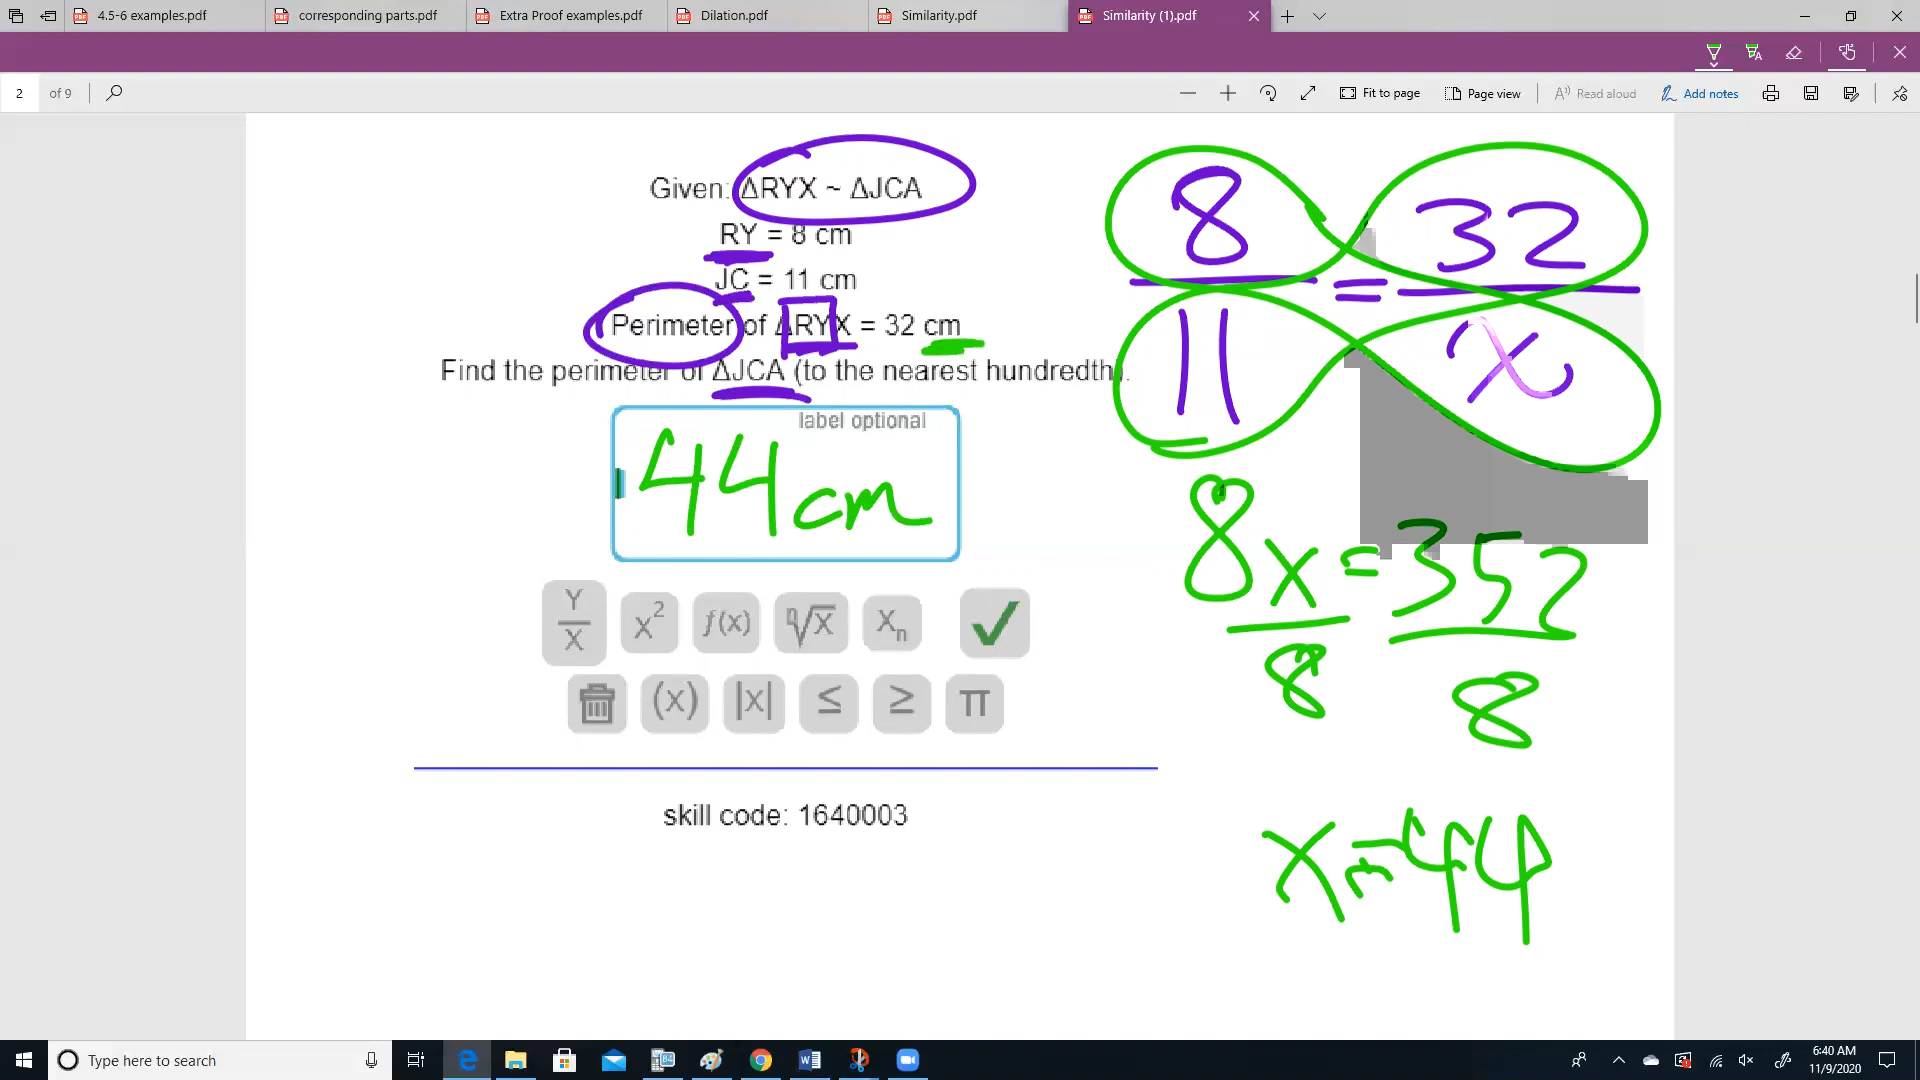 4.5-6 examples.pdf
corresponding parts.pdf
Extra Proof examples.pdf
Dilation.pdf
Similarity.pdf
Similarity (1).pdf
2 of 9
Fit to page
Page view
Read aloud
Add notes
Given: ΔRYX ~ ΔJCA
RY = 8 cm
JC = 11 cm
Perimeter of ΔRYX = 32 cm
Find the perimeter of ΔJCA (to the nearest hundredth).
label optional
44cm
Y
X
x²
f(x)
ⁿ√x
Xₙ
(x)
|x|
≤
≥
π
skill code: 1640003
8 = 32
11 x
8x = 352
8 8
x = 44
Type here to search
6:40 AM
11/9/2020